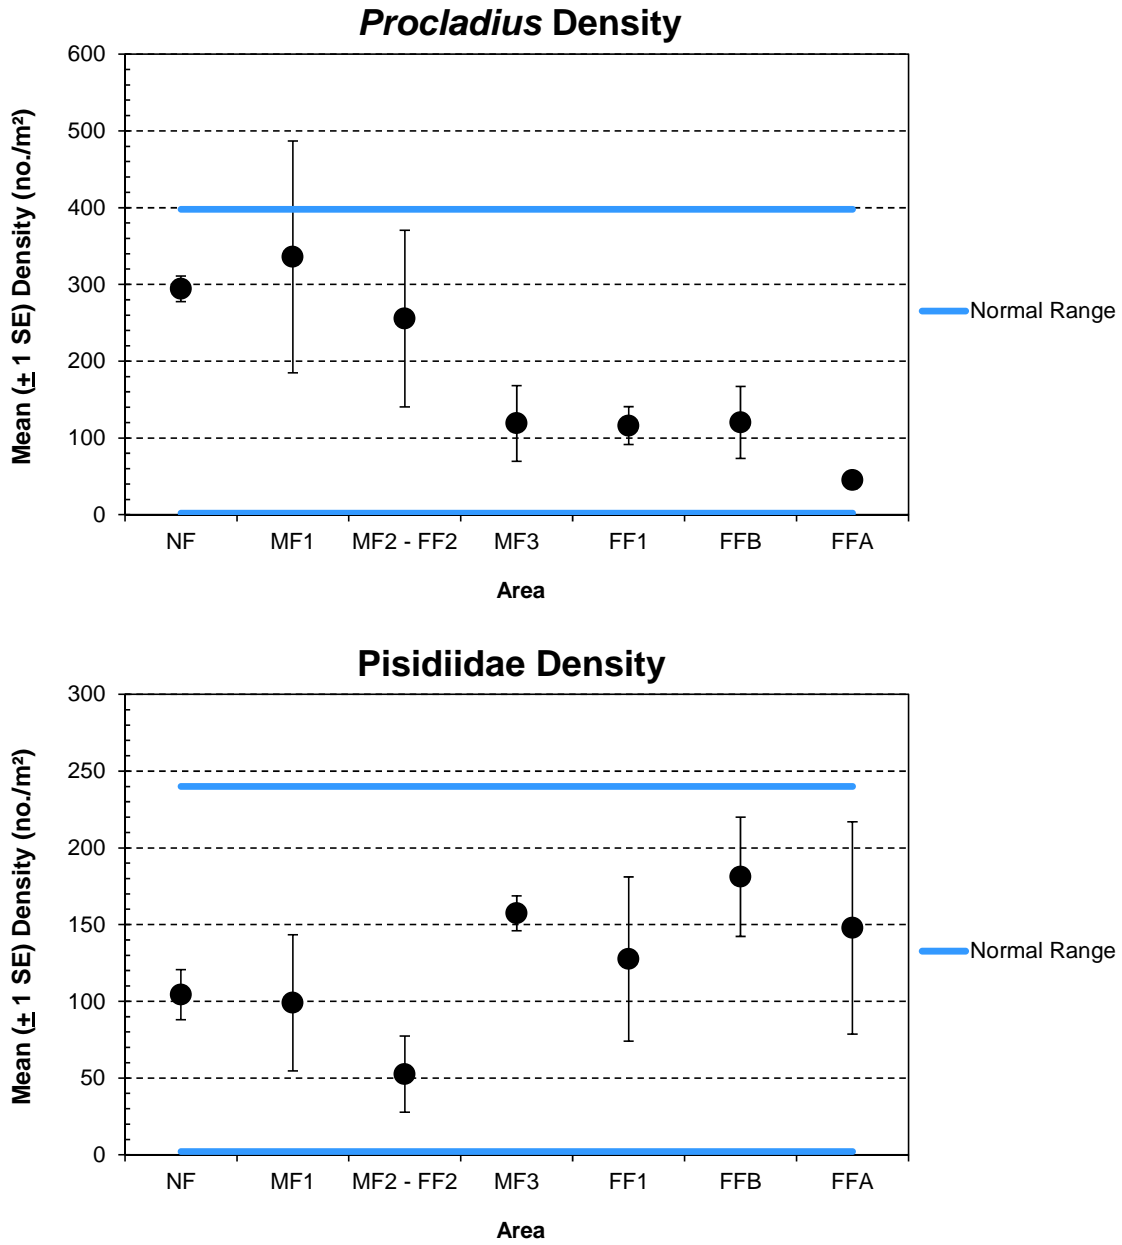 Procladius Density
Mean (± 1 SE) Density (no./m²)
600
500
400
300
200
100
0
NF MF1 MF2 - FF2 MF3 FF1 FFB FFA
Area
Normal Range
Pisidiidae Density
Mean (± 1 SE) Density (no./m²)
300
250
200
150
100
50
0
NF MF1 MF2 - FF2 MF3 FF1 FFB FFA
Area
Normal Range